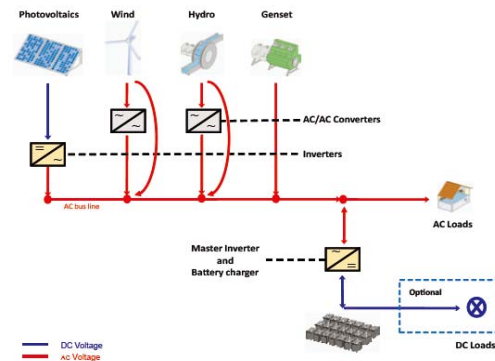 Photovoltaics Wind Hydro Genset
AC/AC Converters
Inverters
AC bus line
AC Loads
Master Inverter
and
Battery charger
Optional
DC Voltage
AC Voltage
DC Loads